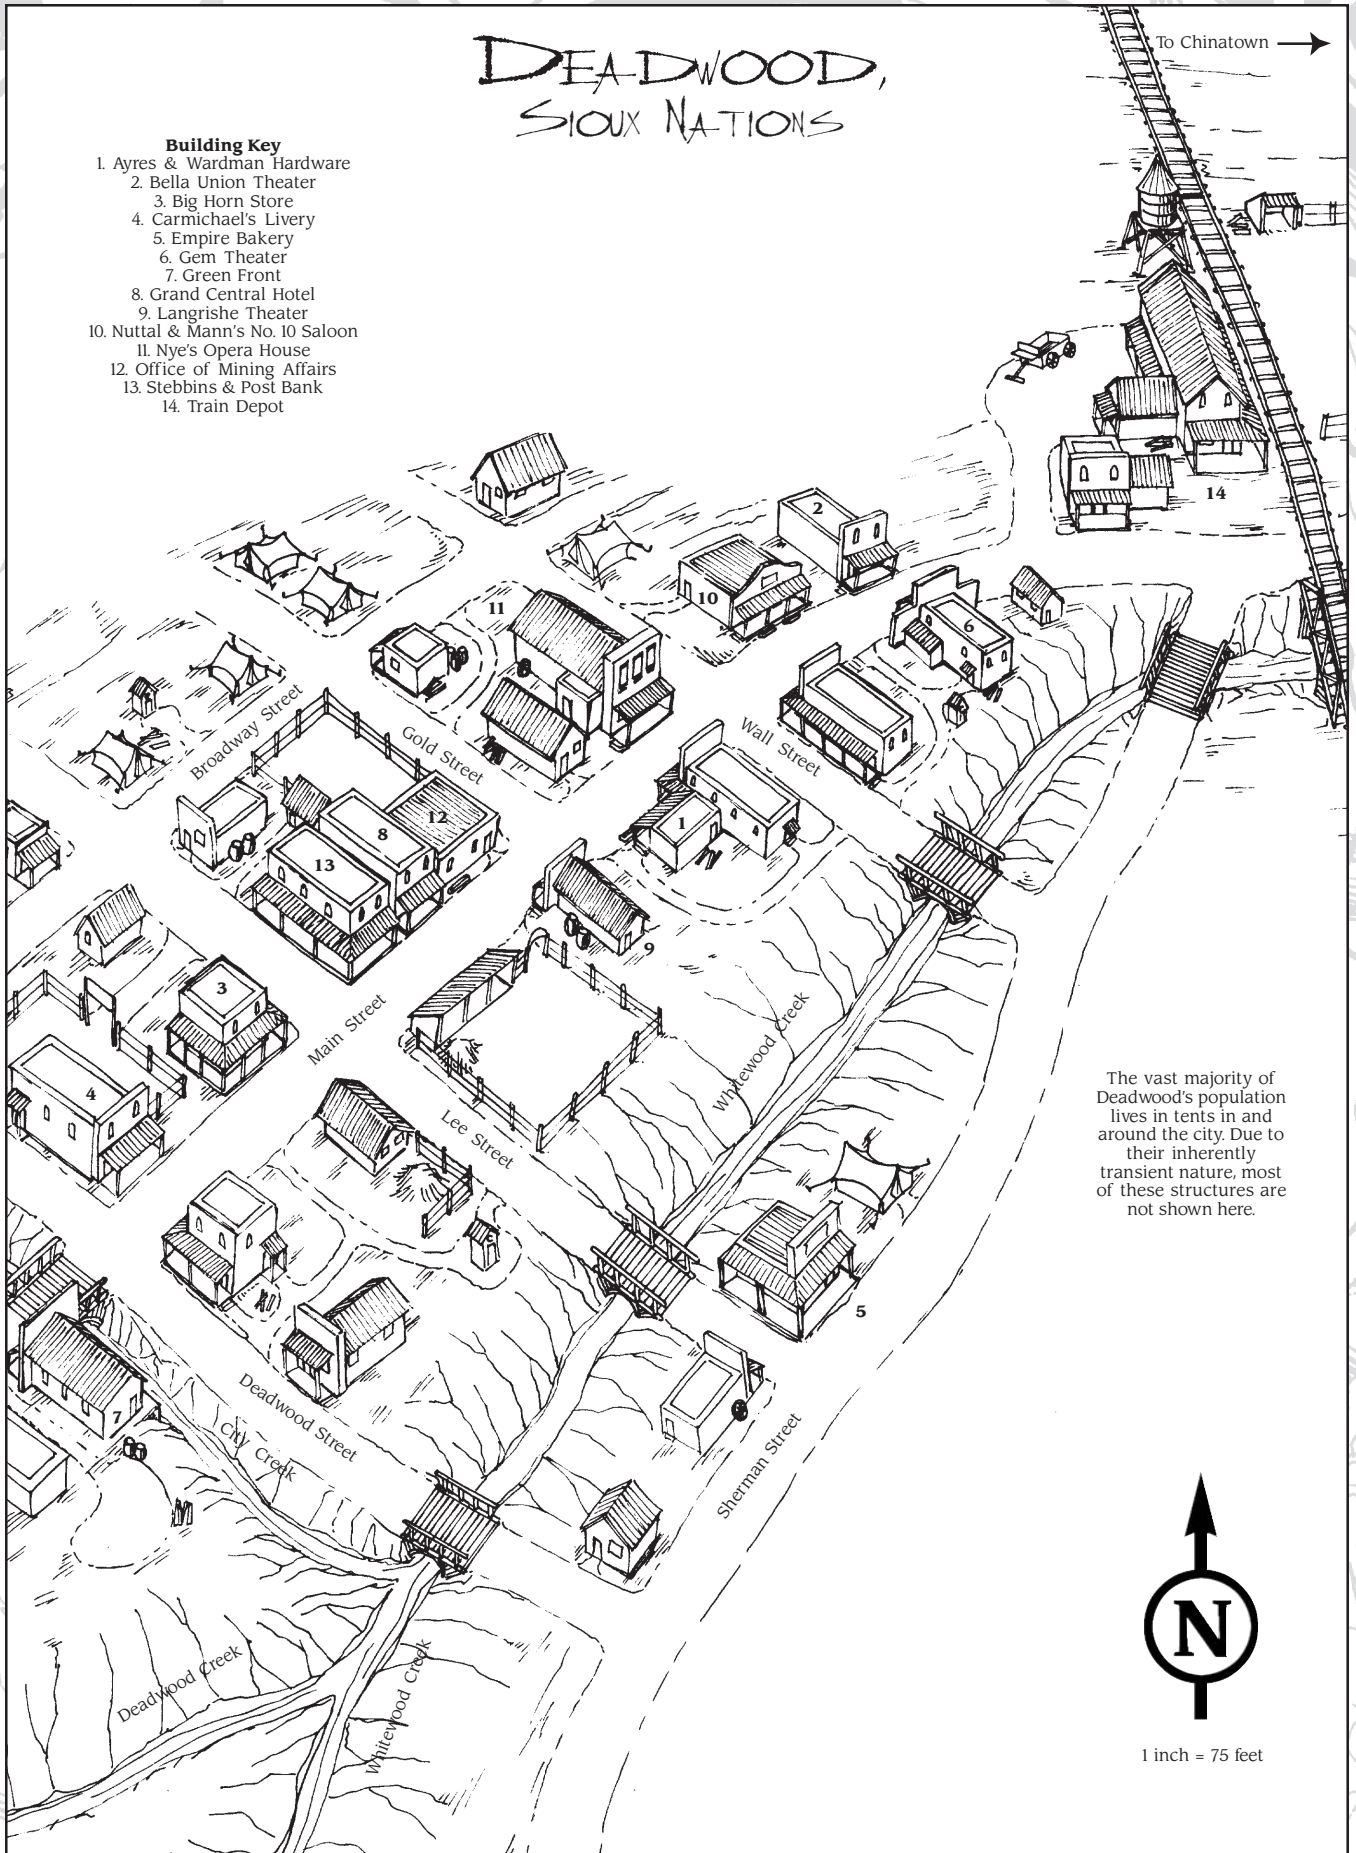 To Chinatown
DEADWOOD,
SIOUX NATIONS
Building Key
1. Ayres & Wardman Hardware
2. Bella Union Theater
3. Big Horn Store
4. Carmichael's Livery
5. Empire Bakery
6. Gem Theater
7. Green Front
8. Grand Central Hotel
9. Langrishe Theater
10. Nuttal & Mann's No. 10 Saloon
11. Nye's Opera House
12. Office of Mining Affairs
13. Stebbins & Post Bank
14. Train Depot
14
2
10
11
6
Broadway Street
Gold Street
Wall Street
12
8
1
13
9
3
Main Street
4
Whitewood Creek
Lee Street
The vast majority of
Deadwood's population
lives in tents in and
around the city. Due to
their inherently
transient nature, most
of these structures are
not shown here.
5
7
Deadwood Street
City Creek
Sherman Street
Deadwood Creek
Whitewood Creek
N
1 inch = 75 feet